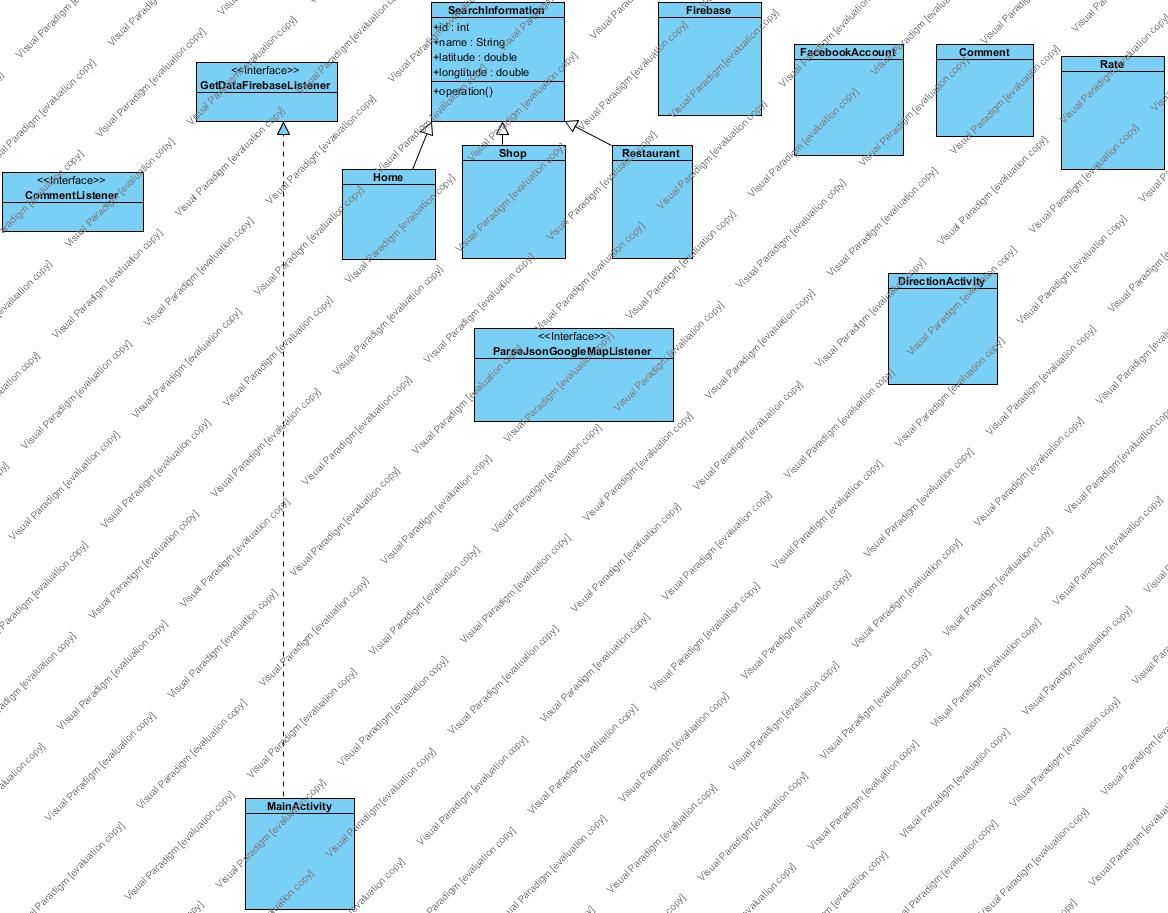 SearchInformation
+id : int
+name : String
+latitude : double
+longtitude : double
+operation()
Firebase
FacebookAccount
Comment
Rate
<<Interface>>
GetDataFirebaseListener
<<Interface>>
CommentListener
Home
Shop
Restaurant
DirectionActivity
<<Interface>>
ParseJsonGoogleMapListener
MainActivity
Visual Paradigm [evaluation copy]